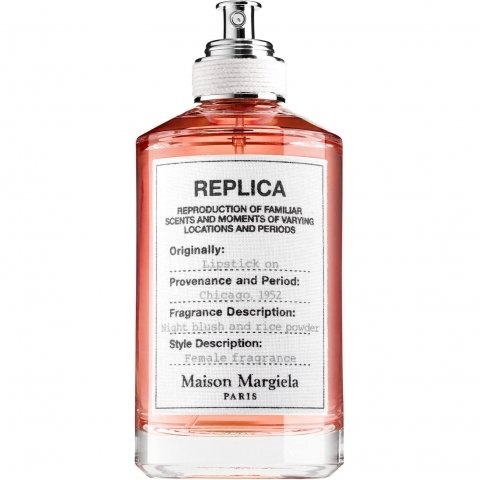 REPLICA
REPRODUCTION OF FAMILIAR
SCENTS AND MOMENTS OF VARYING
LOCATIONS AND PERIODS
Originally:
Lipstick on
Provenance and Period:
Chicago, 1952
Fragrance Description:
Night blush and rice powder
Style Description:
Female fragrance
Maison Margiela
PARIS